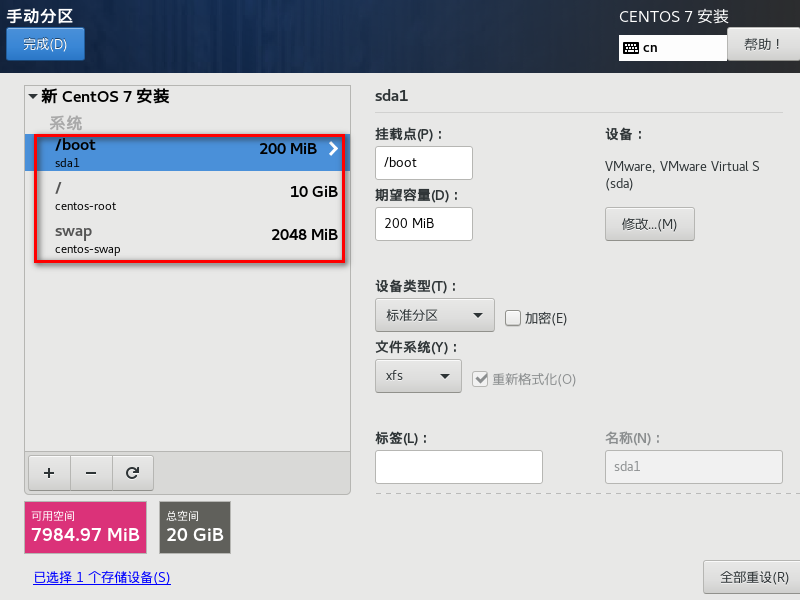 手动分区
CENTOS 7 安装
完成(D)
cn
帮助！
新 CentOS 7 安装
系统
/boot
200 MiB
sda1
/
10 GiB
centos-root
swap
2048 MiB
centos-swap
sda1
挂载点(P)：
/boot
期望容量(D)：
200 MiB
设备：
VMware, VMware Virtual S
(sda)
修改...(M)
设备类型(T)：
标准分区
加密(E)
文件系统(Y)：
xfs
重新格式化(O)
标签(L)：
名称(N)：
sda1
可用空间
7984.97 MiB
总空间
20 GiB
已选择 1 个存储设备(S)
全部重设(R)